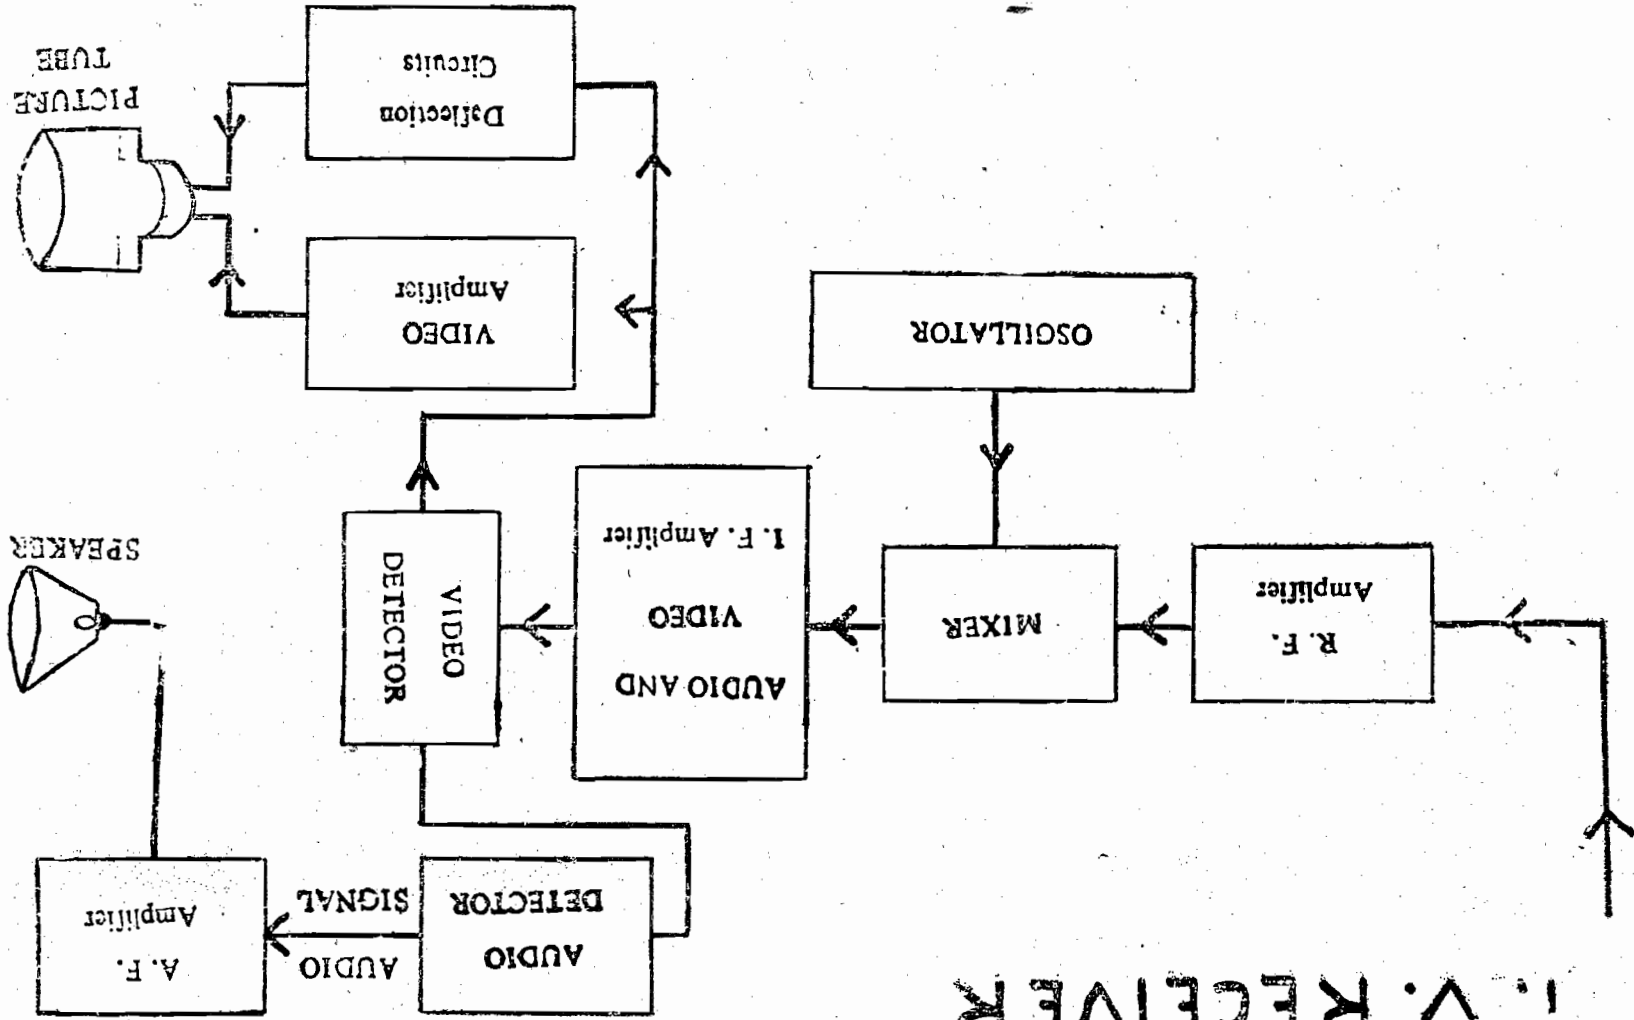 T. V. RECEIVER
A. F.
Amplifier
AUDIO
SIGNAL
AUDIO
DETECTOR
SPEAKER
R. F.
Amplifier
MIXER
AUDIO AND
VIDEO
I. F. Amplifier
VIDEO
DETECTOR
OSCILLATOR
VIDEO
Amplifier
Deflection
Circuits
PICTURE
TUBE